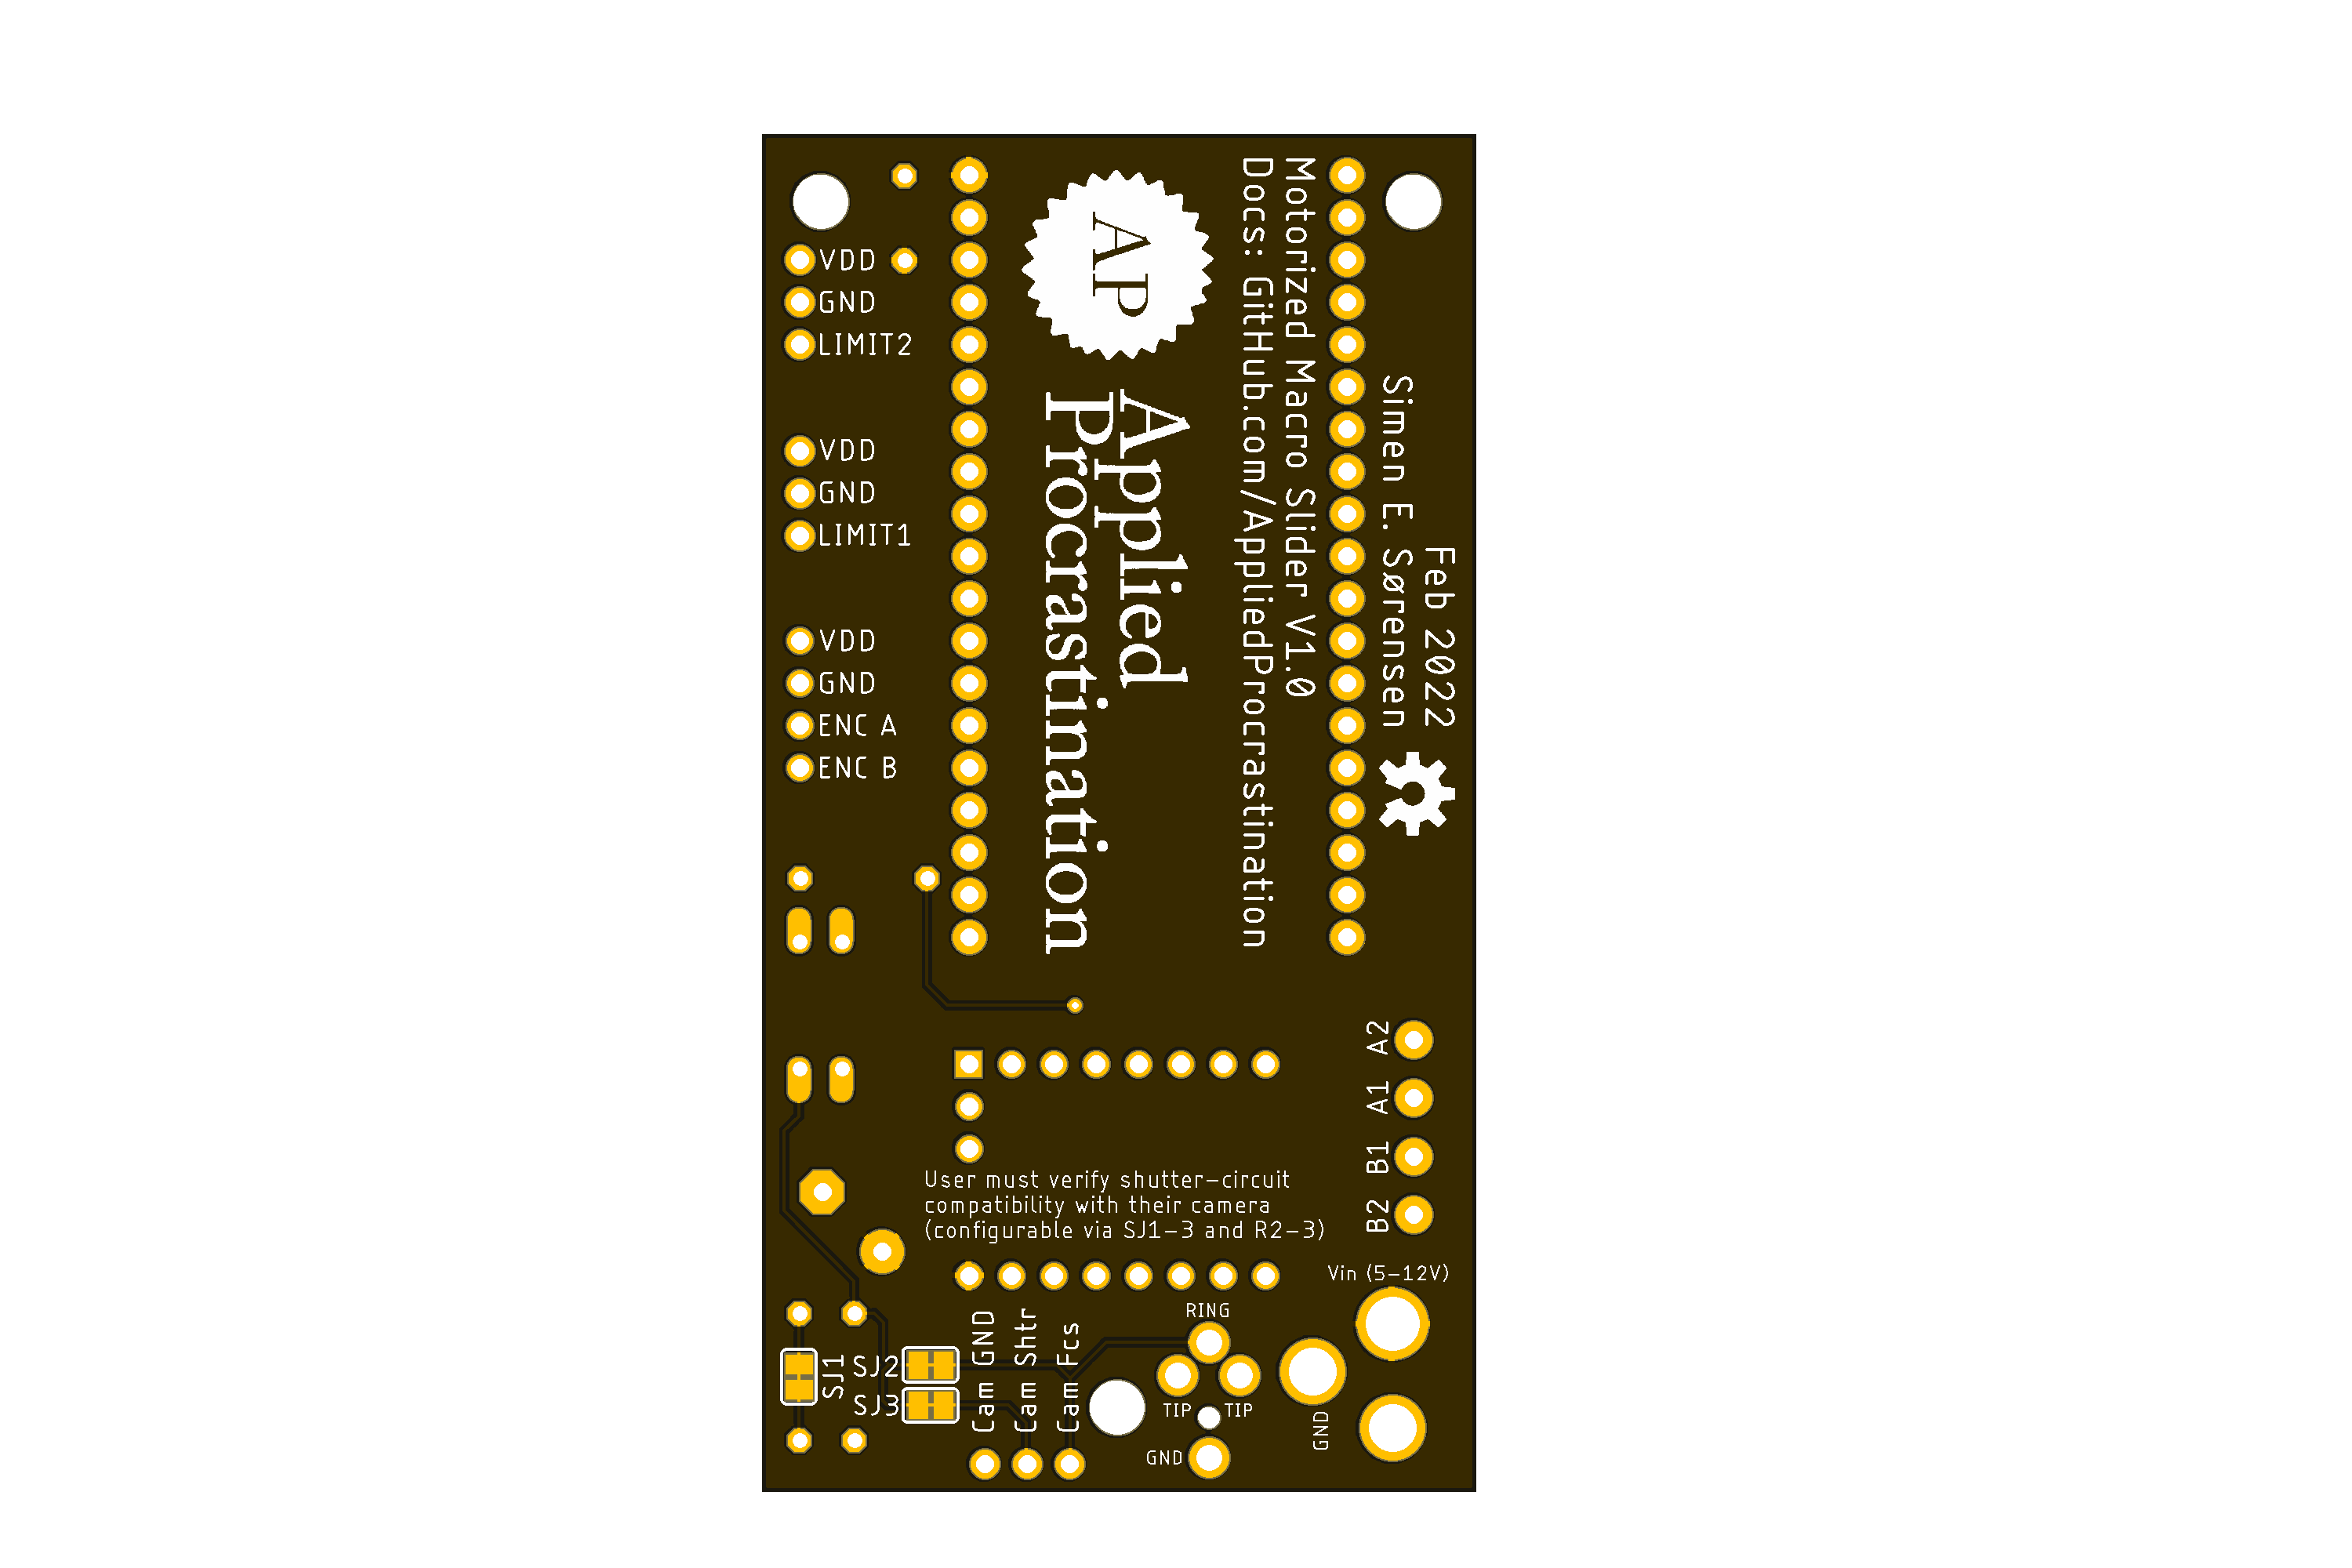 AP
Applied
Procrastination
Motorized Macro Slider V1.0
Docs: GitHub.com/AppliedProcrastination
Feb 2022
Simen E. Sørensen
VDD
GND
LIMIT2
VDD
GND
LIMIT1
VDD
GND
ENC A
ENC B
A2
A1
B1
B2
User must verify shutter-circuit
compatibility with their camera
(configurable via SJ1-3 and R2-3)
Vin (5-12V)
RING
SJ1
SJ2
SJ3
Cam GND
Cam Shtr
Cam Fcs
TIP
TIP
GND
GND